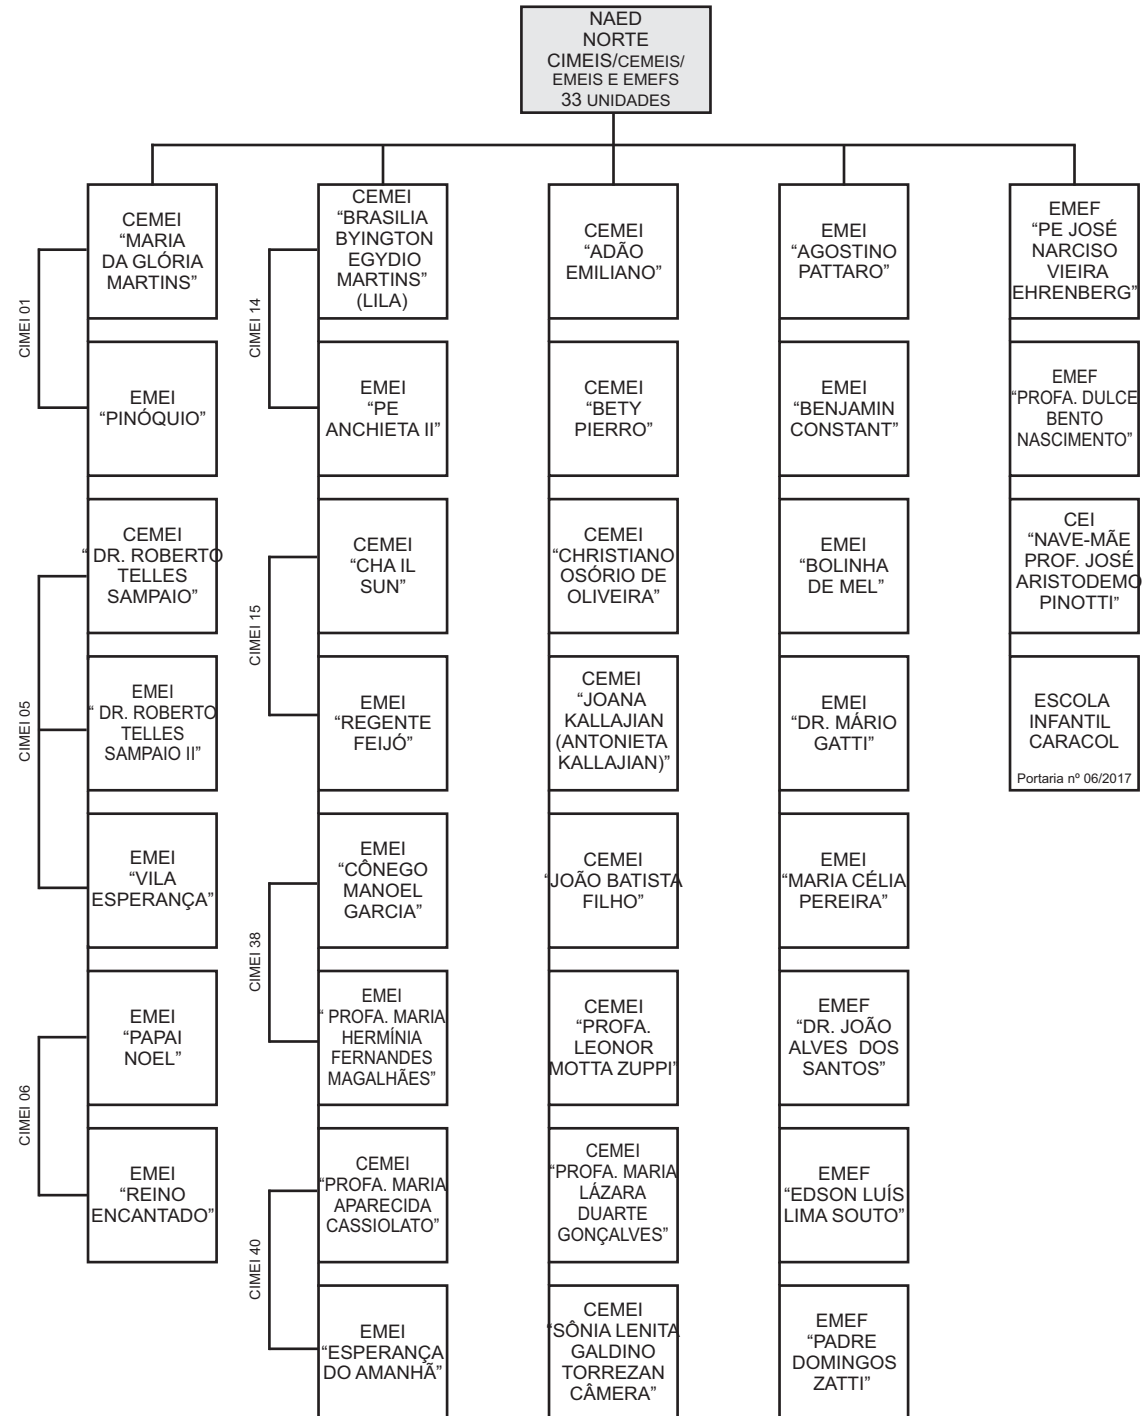 NAED
NORTE
CIMEIS/CEMEIS/
EMEIS E EMEFS
33 UNIDADES
CIMEI 01
CEMEI
“MARIA
DA GLÓRIA
MARTINS”
EMEI
“PINÓQUIO”
CIMEI 05
CEMEI
“ DR. ROBERTO
TELLES
SAMPAIO”
EMEI
“ DR. ROBERTO
TELLES
SAMPAIO II”
EMEI
“VILA
ESPERANÇA”
CIMEI 06
EMEI
“PAPAI
NOEL”
EMEI
“REINO
ENCANTADO”
CIMEI 14
CEMEI
“BRASILIA
BYINGTON
EGYDIO
MARTINS”
(LILA)
EMEI
“PE
ANCHIETA II”
CIMEI 15
CEMEI
“CHA IL
SUN”
EMEI
“REGENTE
FEIJÓ”
CIMEI 38
EMEI
“CÔNEGO
MANOEL
GARCIA”
EMEI
“ PROFA. MARIA
HERMÍNIA
FERNANDES
MAGALHÃES”
CIMEI 40
CEMEI
“PROFA. MARIA
APARECIDA
CASSIOLATO”
EMEI
“ESPERANÇA
DO AMANHÔ
CEMEI
“ADÃO
EMILIANO”
CEMEI
“BETY
PIERRO”
CEMEI
“CHRISTIANO
OSÓRIO DE
OLIVEIRA”
CEMEI
“JOANA
KALLAJIAN
(ANTONIETA
KALLAJIAN)”
CEMEI
“JOÃO BATISTA
FILHO”
CEMEI
“PROFA.
LEONOR
MOTTA ZUPPI”
CEMEI
“PROFA. MARIA
LÁZARA
DUARTE
GONÇALVES”
CEMEI
“SÔNIA LENITA
GALDINO
TORREZAN
CÂMERA”
EMEI
“AGOSTINO
PATTARO”
EMEI
“BENJAMIN
CONSTANT”
EMEI
“BOLINHA
DE MEL”
EMEI
“DR. MÁRIO
GATTI”
EMEI
“MARIA CÉLIA
PEREIRA”
EMEF
“DR. JOÃO
ALVES DOS
SANTOS”
EMEF
“EDSON LUÍS
LIMA SOUTO”
EMEF
“PADRE
DOMINGOS
ZATTI”
EMEF
“PE JOSÉ
NARCISO
VIEIRA
EHRENBERG”
EMEF
“PROFA. DULCE
BENTO
NASCIMENTO”
CEI
“NAVE-MÃE
PROF. JOSÉ
ARISTODEMO
PINOTTI”
ESCOLA
INFANTIL
CARACOL
Portaria nº 06/2017